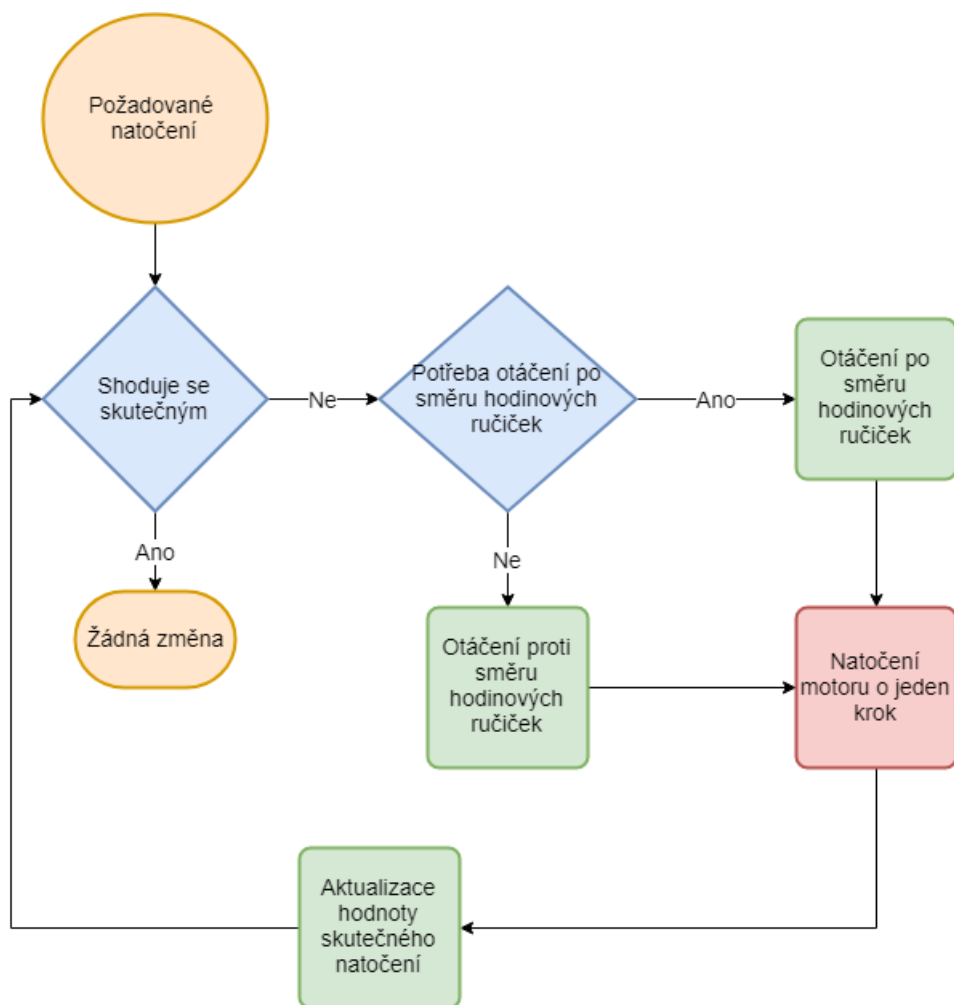 Požadované
natočení
Shoduje se
skutečným
Ne
Potřeba otáčení po
směru hodinových
ručiček
Ano
Otáčení po
směru
hodinových
ručiček
Ano
Ne
Žádná změna
Otáčení proti
směru
hodinových
ručiček
Natočení
motoru o jeden
krok
Aktualizace
hodnoty
skutečného
natočení